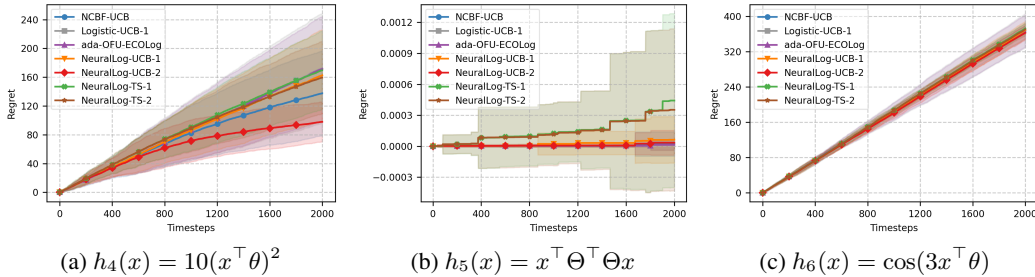 240
200
160
120
80
40
0
Regret
NCBF-UCB
Logistic-UCB-1
ada-OFU-ECOLog
NeuralLog-UCB-1
NeuralLog-UCB-2
NeuralLog-TS-1
NeuralLog-TS-2
0 400 800 1200 1600 2000
Timesteps
(a) h₄(x) = 10(x⊤θ)²
0.0012
0.0009
0.0006
0.0003
0.0000
−0.0003
Regret
NCBF-UCB
Logistic-UCB-1
ada-OFU-ECOLog
NeuralLog-UCB-1
NeuralLog-UCB-2
NeuralLog-TS-1
NeuralLog-TS-2
0 400 800 1200 1600 2000
Timesteps
(b) h₅(x) = x⊤Θ⊤Θx
400
320
240
160
80
0
Regret
NCBF-UCB
Logistic-UCB-1
ada-OFU-ECOLog
NeuralLog-UCB-1
NeuralLog-UCB-2
NeuralLog-TS-1
NeuralLog-TS-2
0 400 800 1200 1600 2000
Timesteps
(c) h₆(x) = cos(3x⊤θ)